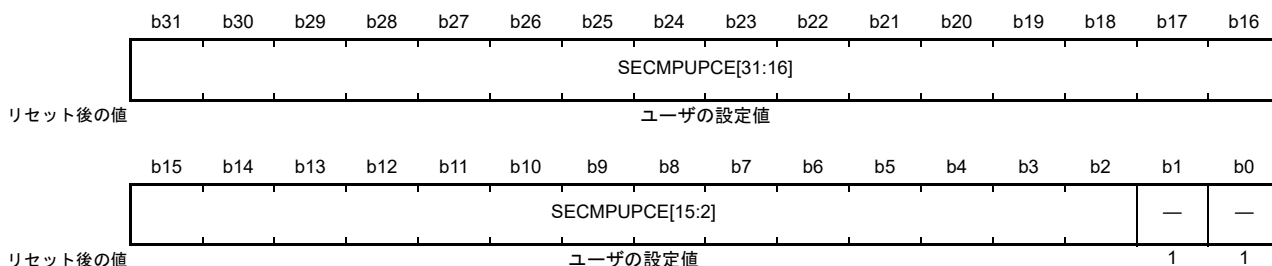 b31 b30 b29 b28 b27 b26 b25 b24 b23 b22 b21 b20 b19 b18 b17 b16
SECMPUPCE[31:16]
リセット後の値 ユーザの設定値
b15 b14 b13 b12 b11 b10 b9 b8 b7 b6 b5 b4 b3 b2 b1 b0
SECMPUPCE[15:2] — —
リセット後の値 ユーザの設定値 1 1